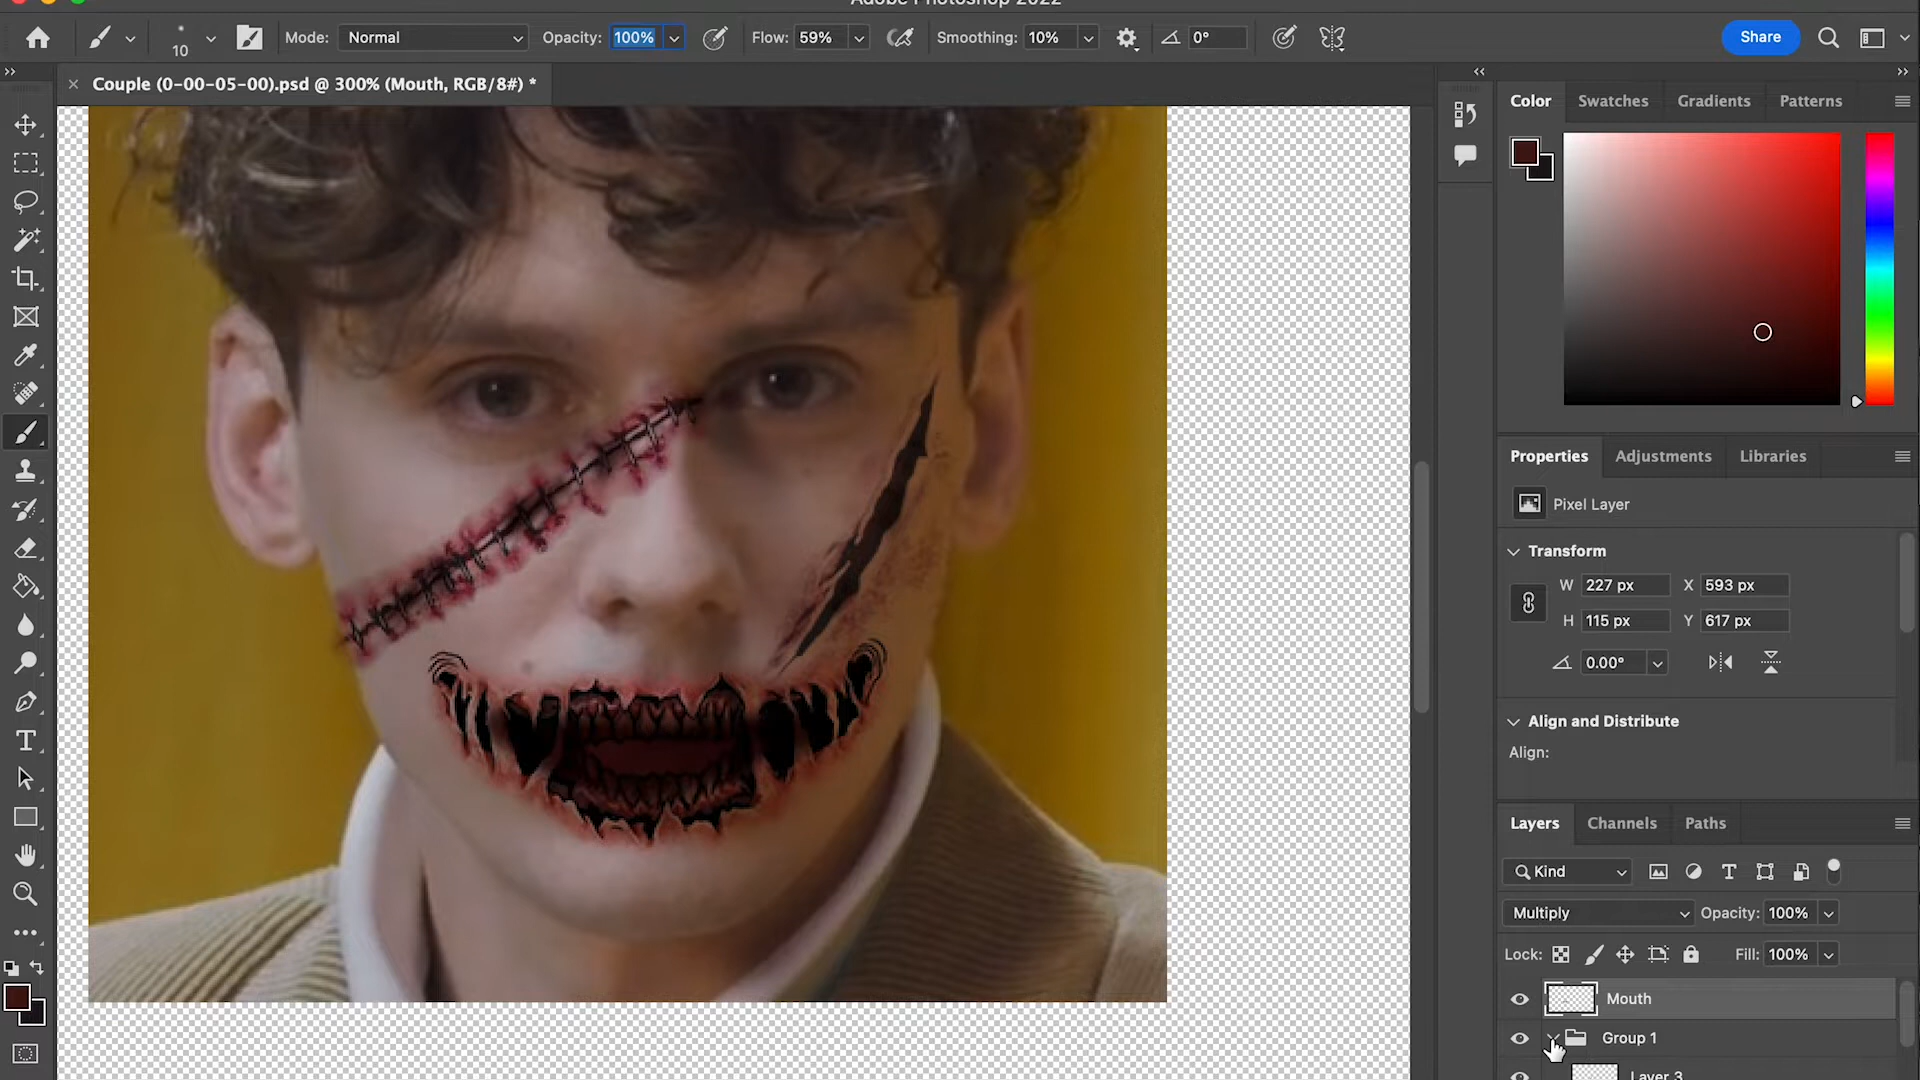 Adobe Photoshop 2022
10
Mode: Normal
Opacity: 100%
Flow: 59%
Smoothing: 10%
0°
Share
Couple (0-00-05-00).psd @ 300% (Mouth, RGB/8#) *
Color
Swatches
Gradients
Patterns
Properties
Adjustments
Libraries
Pixel Layer
Transform
W 227 px X 593 px
H 115 px Y 617 px
0.00°
Align and Distribute
Align:
Layers
Channels
Paths
Kind
Multiply
Opacity: 100%
Lock:
Fill: 100%
Mouth
Group 1
Layer 3